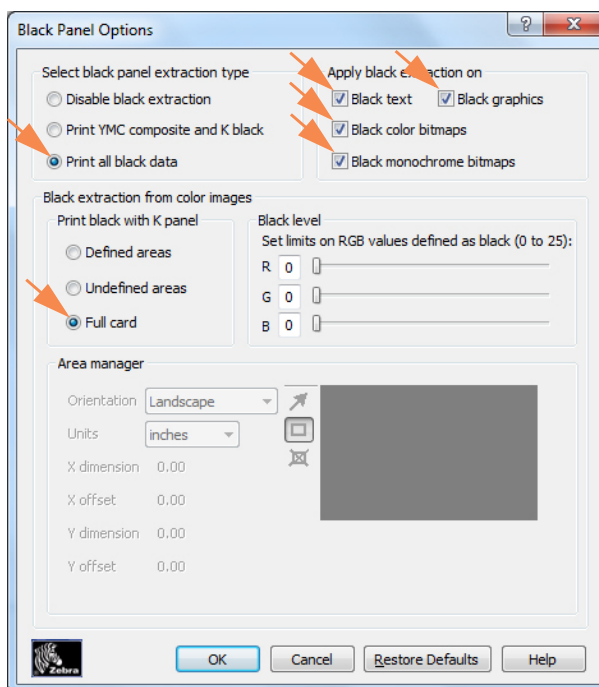 Black Panel Options
Select black panel extraction type
Disable black extraction
Print YMC composite and K black
Print all black data
Apply black extraction on
Black text Black graphics
Black color bitmaps
Black monochrome bitmaps
Black extraction from color images
Print black with K panel
Defined areas
Undefined areas
Full card
Black level
Set limits on RGB values defined as black (0 to 25):
R 0
G 0
B 0
Area manager
Orientation Landscape
Units inches
X dimension 0.00
X offset 0.00
Y dimension 0.00
Y offset 0.00
Zebra
OK Cancel Restore Defaults Help